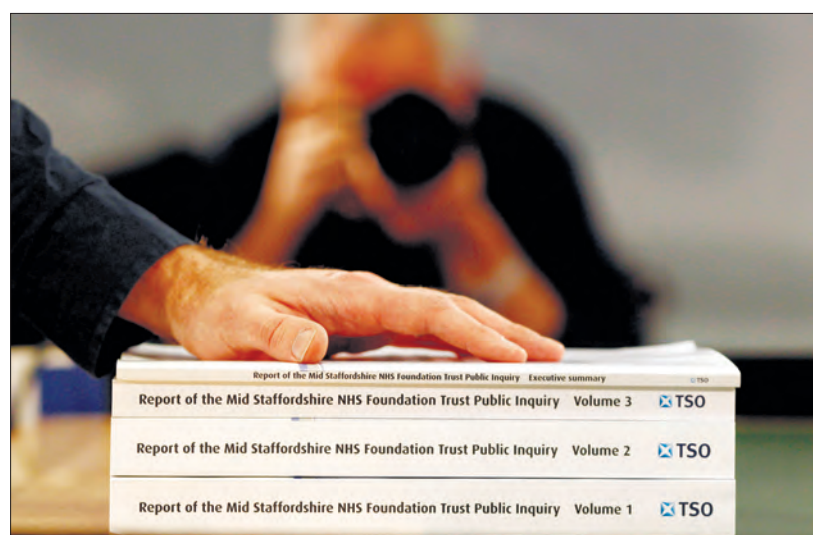 Report of the Mid Staffordshire NHS Foundation Trust Public Inquiry Executive summary TSO
Report of the Mid Staffordshire NHS Foundation Trust Public Inquiry Volume 3 TSO
Report of the Mid Staffordshire NHS Foundation Trust Public Inquiry Volume 2 TSO
Report of the Mid Staffordshire NHS Foundation Trust Public Inquiry Volume 1 TSO